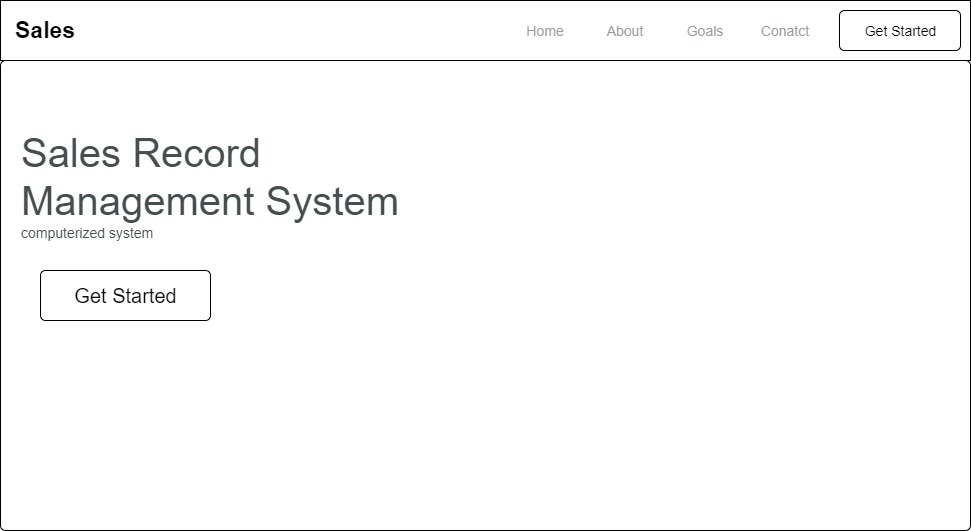 Sales
Home
About
Goals
Conatct
Get Started
Sales Record
Management System
computerized system
Get Started